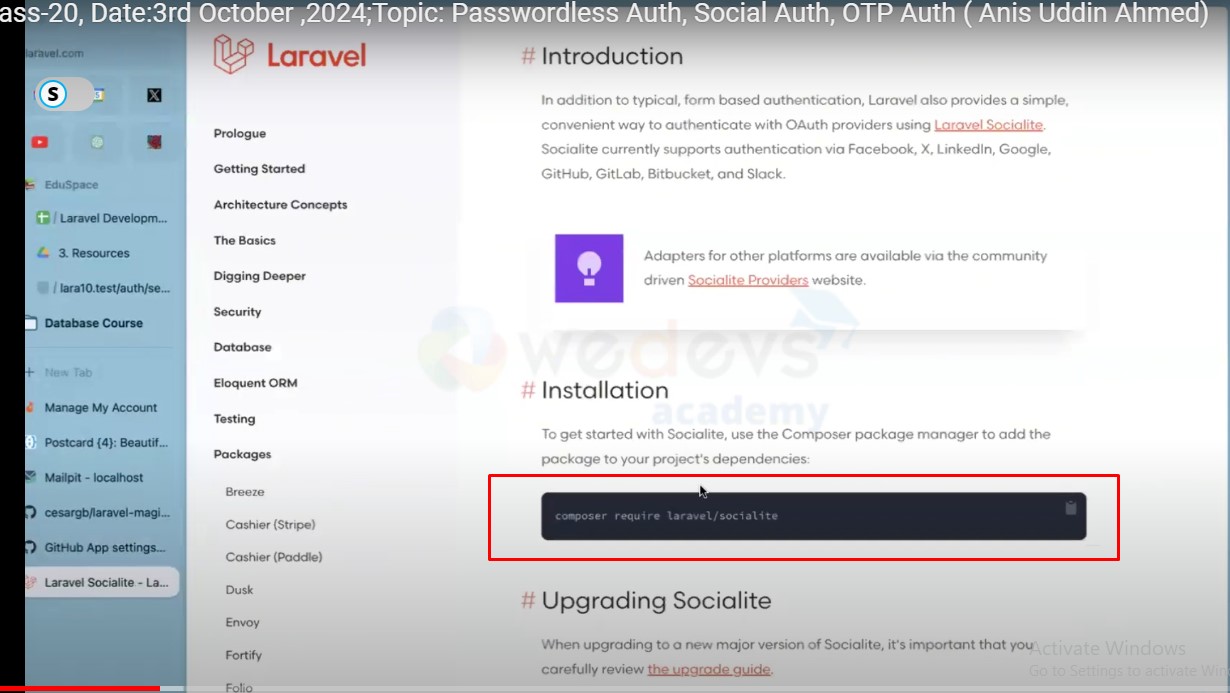 ass-20, Date:3rd October ,2024;Topic: Passwordless Auth, Social Auth, OTP Auth ( Anis Uddin Ahmed)
laravel.com
S
EduSpace
/ Laravel Developm...
3. Resources
/ lara10.test/auth/se...
Database Course
+ New Tab
Manage My Account
Postcard {4}: Beautif...
Mailpit - localhost
cesargb/laravel-magi...
GitHub App settings...
Laravel Socialite - La...
Laravel
Prologue
Getting Started
Architecture Concepts
The Basics
Digging Deeper
Security
Database
Eloquent ORM
Testing
Packages
Breeze
Cashier (Stripe)
Cashier (Paddle)
Dusk
Envoy
Fortify
Folio
# Introduction
In addition to typical, form based authentication, Laravel also provides a simple,
convenient way to authenticate with OAuth providers using Laravel Socialite.
Socialite currently supports authentication via Facebook, X, LinkedIn, Google,
GitHub, GitLab, Bitbucket, and Slack.
Adapters for other platforms are available via the community
driven Socialite Providers website.
wedevs
academy
# Installation
To get started with Socialite, use the Composer package manager to add the
package to your project's dependencies:
composer require laravel/socialite
# Upgrading Socialite
When upgrading to a new major version of Socialite, it's important that you
carefully review the upgrade guide.
Activate Windows
Go to Settings to activate Win